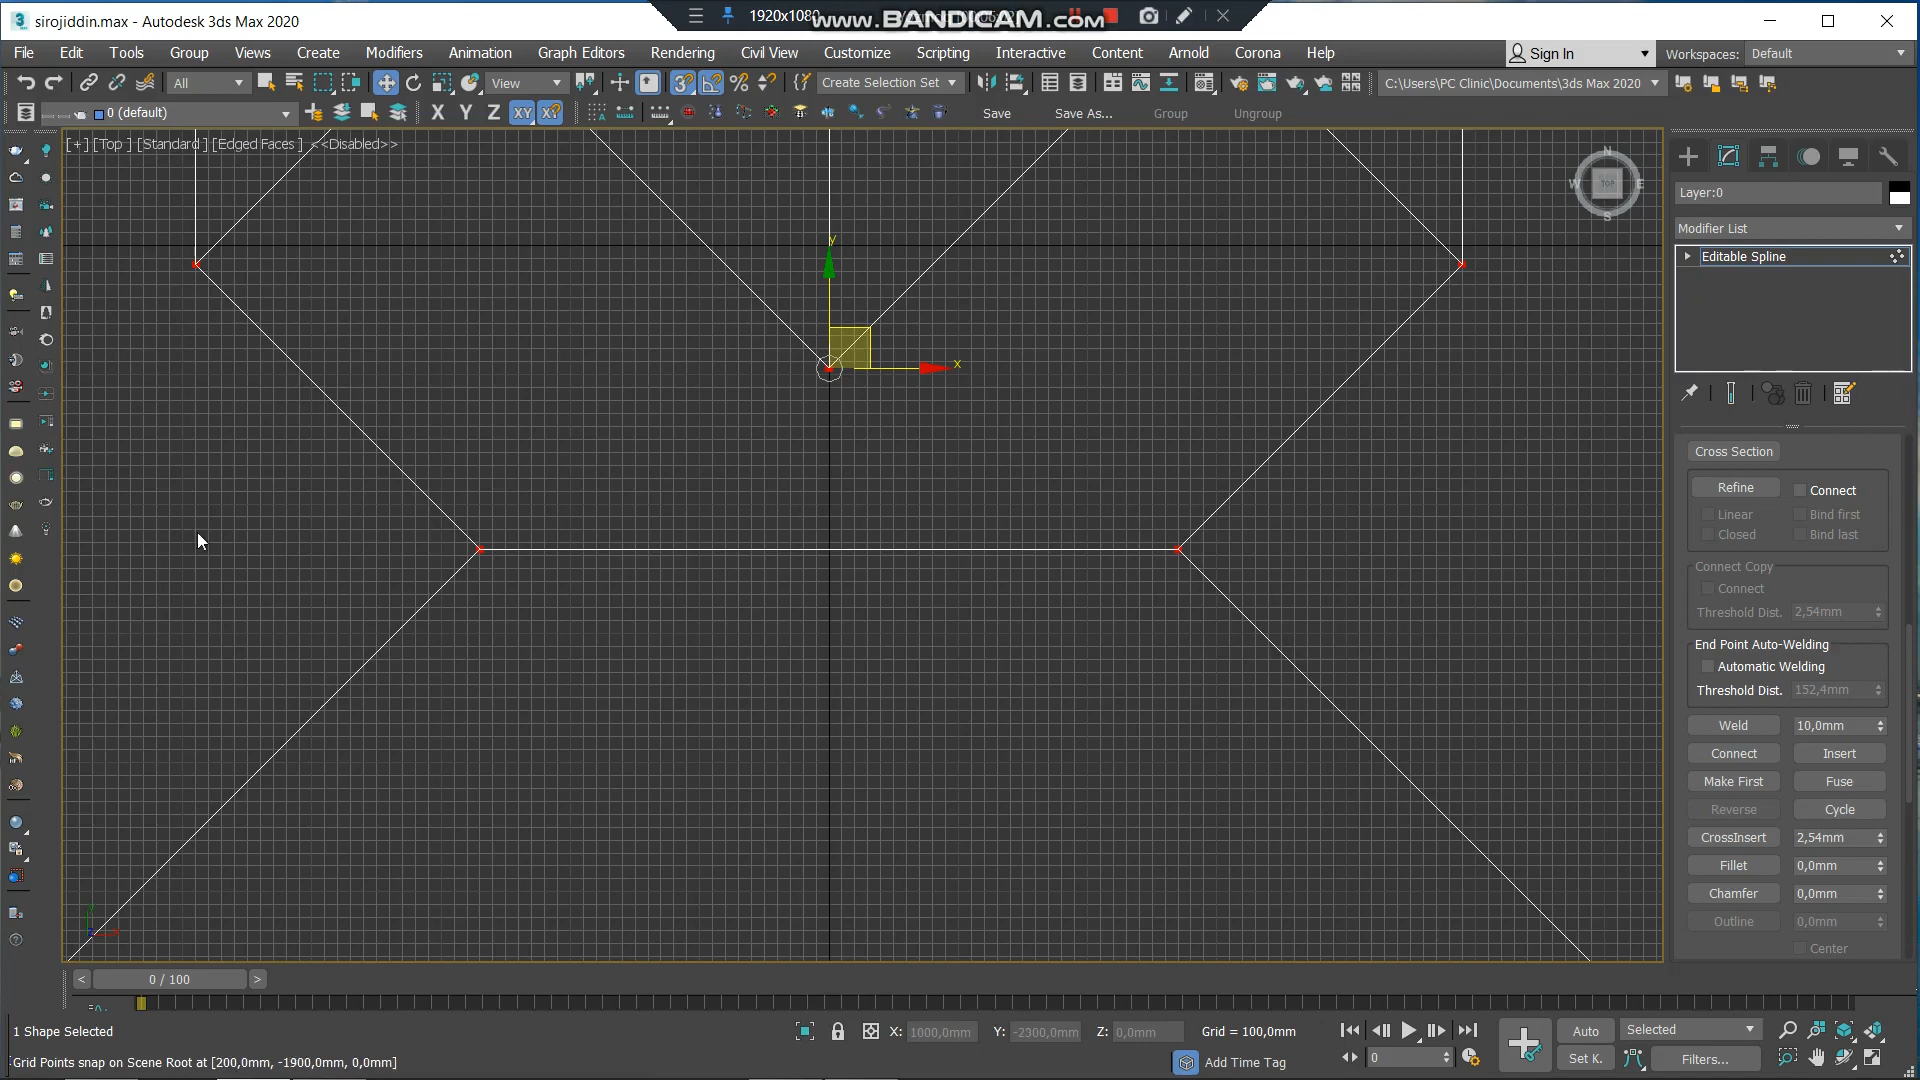 sirojiddin.max - Autodesk 3ds Max 2020
1920x1080
www.BANDICAM.com
File Edit Tools Group Views Create Modifiers Animation Graph Editors Rendering Civil View Customize Scripting Interactive Content Arnold Corona Help
Sign In
Workspaces: Default
All
View
Create Selection Set
C:\Users\PC Clinic\Documents\3ds Max 2020
0 (default)
X Y Z XY XY
Save Save As... Group Ungroup
[+] [Top ] [Standard ] [Edged Faces ] <<Disabled>>
N
W TOP E
S
y
x
Layer:0
Modifier List
Editable Spline
Cross Section
Refine Connect
Linear Bind first
Closed Bind last
Connect Copy
Connect
Threshold Dist. 2,54mm
End Point Auto-Welding
Automatic Welding
Threshold Dist. 152,4mm
Weld 10,0mm
Connect Insert
Make First Fuse
Reverse Cycle
CrossInsert 2,54mm
Fillet 0,0mm
Chamfer 0,0mm
Outline 0,0mm
Center
< 0 / 100 >
1 Shape Selected
X: 1000,0mm Y: -2300,0mm Z: 0,0mm Grid = 100,0mm
Auto Selected
Grid Points snap on Scene Root at [200,0mm, -1900,0mm, 0,0mm]
Add Time Tag
0
Set K. Filters...